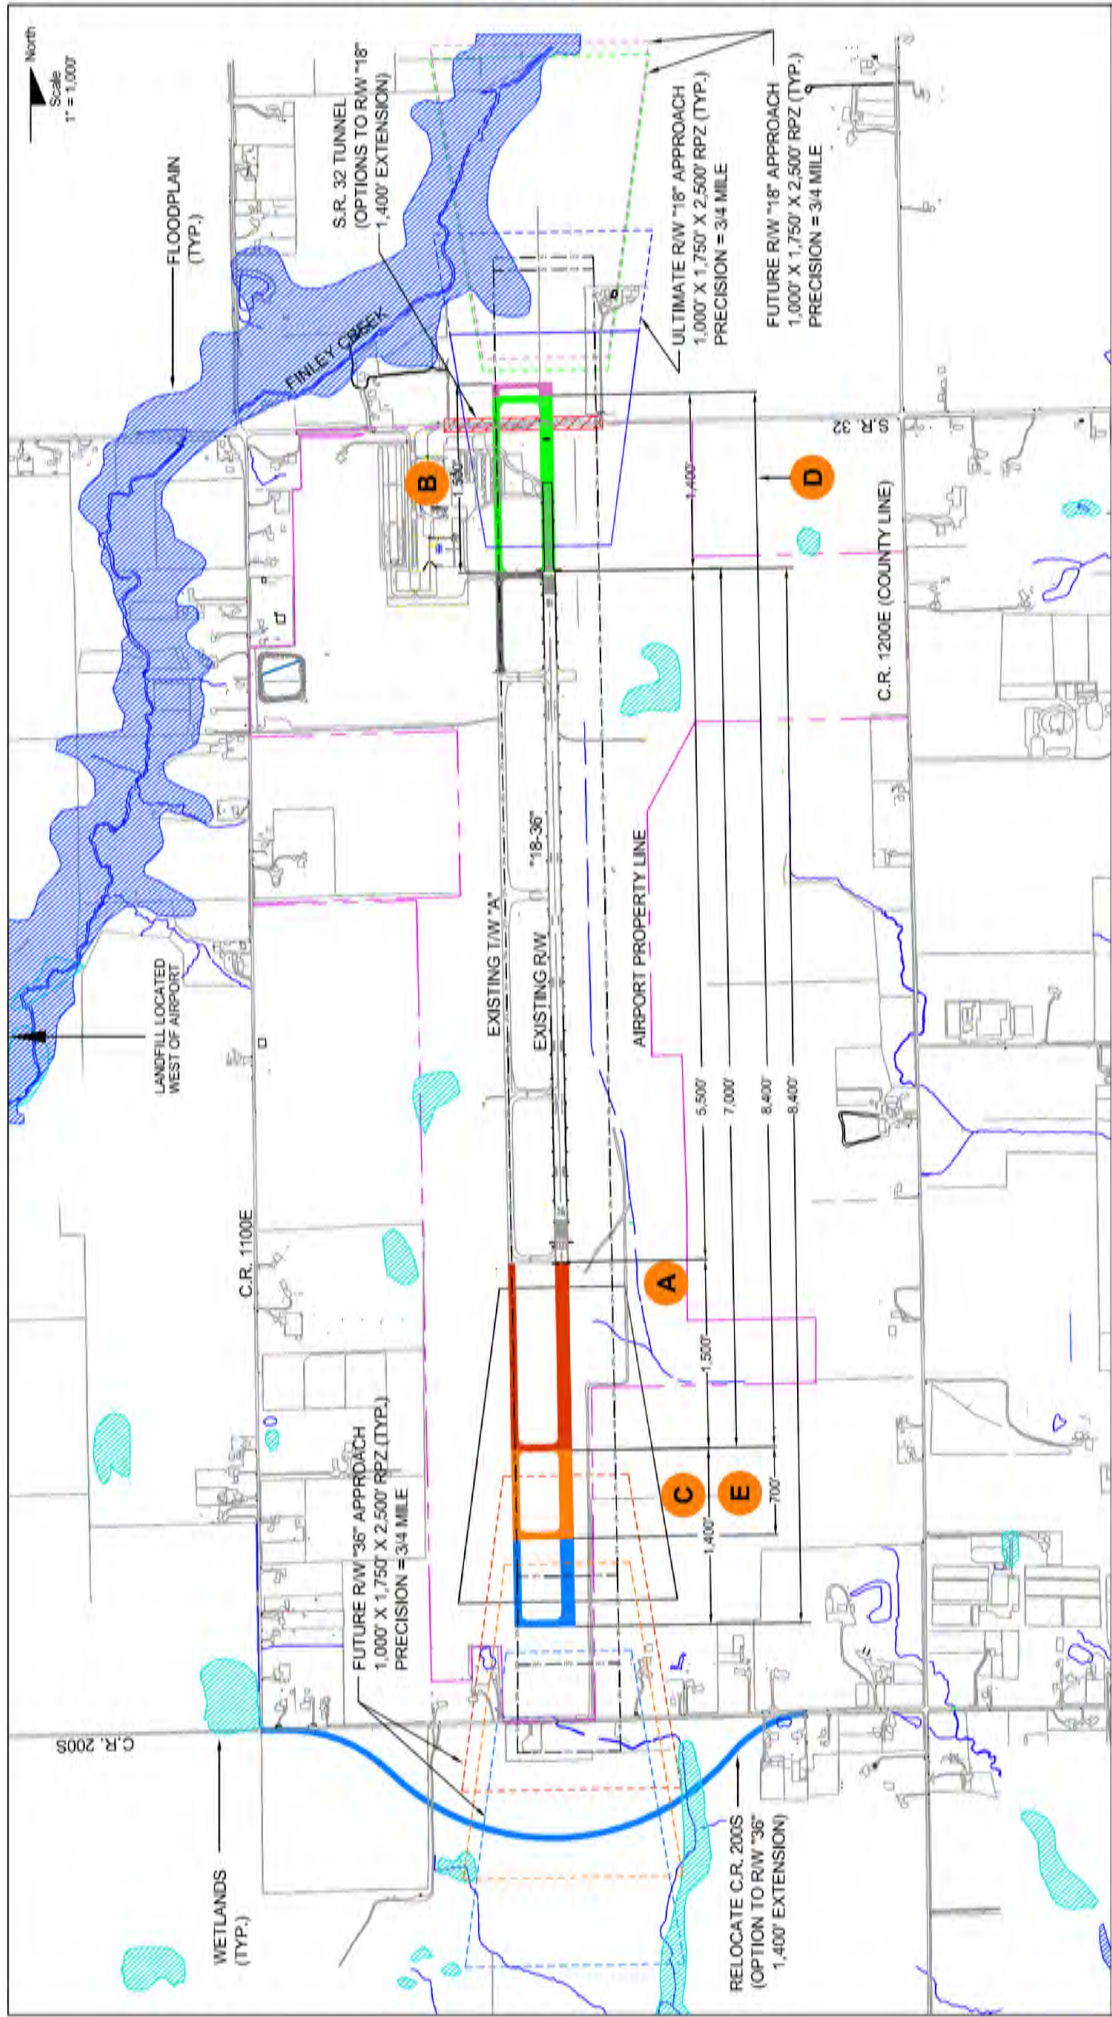 North
Scale
1" = 1,000'
FLOODPLAIN
(TYP.)
S.R. 32 TUNNEL
(OPTIONS TO R/W "18"
1,400' EXTENSION)
FINLEY CREEK
ULTIMATE R/W "18" APPROACH
1,000' X 1,750' X 2,500' RPZ (TYP.)
PRECISION = 3/4 MILE
FUTURE R/W "18" APPROACH
1,000' X 1,750' X 2,500' RPZ (TYP.)
PRECISION = 3/4 MILE
S.R. 32
B
D
1,400'
C.R. 1200E (COUNTY LINE)
LANDFILL LOCATED
WEST OF AIRPORT
EXISTING T/W "A"
EXISTING R/W
"18-36"
AIRPORT PROPERTY LINE
5,500'
7,000'
8,400'
8,400'
C.R. 1100E
A
1,500'
C
E
1,400'
700'
FUTURE R/W "36" APPROACH
1,000' X 1,750' X 2,500' RPZ (TYP.)
PRECISION = 3/4 MILE
C.R. 200S
WETLANDS
(TYP.)
RELOCATE C.R. 200S
(OPTION TO R/W "36"
1,400' EXTENSION)